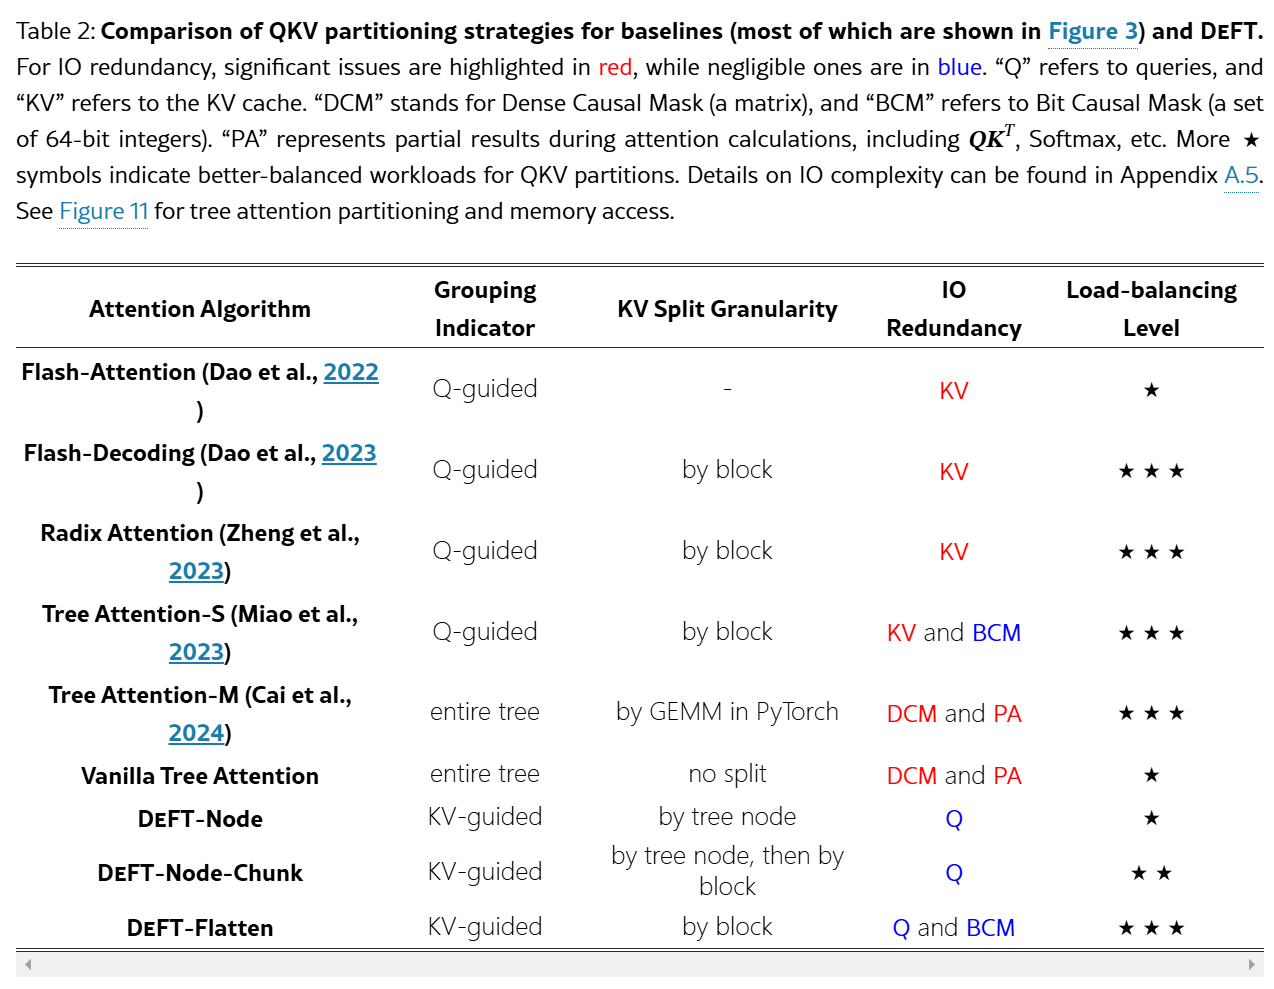 Table 2: Comparison of QKV partitioning strategies for baselines (most of which are shown in Figure 3) and DEFT.
For IO redundancy, significant issues are highlighted in red, while negligible ones are in blue. “Q” refers to queries, and
“KV” refers to the KV cache. “DCM” stands for Dense Causal Mask (a matrix), and “BCM” refers to Bit Causal Mask (a set
of 64-bit integers). “PA” represents partial results during attention calculations, including QK^T, Softmax, etc. More ★
symbols indicate better-balanced workloads for QKV partitions. Details on IO complexity can be found in Appendix A.5.
See Figure 11 for tree attention partitioning and memory access.
Attention Algorithm Grouping Indicator KV Split Granularity IO Redundancy Load-balancing Level
Flash-Attention (Dao et al., 2022) Q-guided - KV ★
Flash-Decoding (Dao et al., 2023) Q-guided by block KV ★ ★ ★
Radix Attention (Zheng et al., 2023) Q-guided by block KV ★ ★ ★
Tree Attention-S (Miao et al., 2023) Q-guided by block KV and BCM ★ ★ ★
Tree Attention-M (Cai et al., 2024) entire tree by GEMM in PyTorch DCM and PA ★ ★ ★
Vanilla Tree Attention entire tree no split DCM and PA ★
DEFT-Node KV-guided by tree node Q ★
DEFT-Node-Chunk KV-guided by tree node, then by block Q ★ ★
DEFT-Flatten KV-guided by block Q and BCM ★ ★ ★